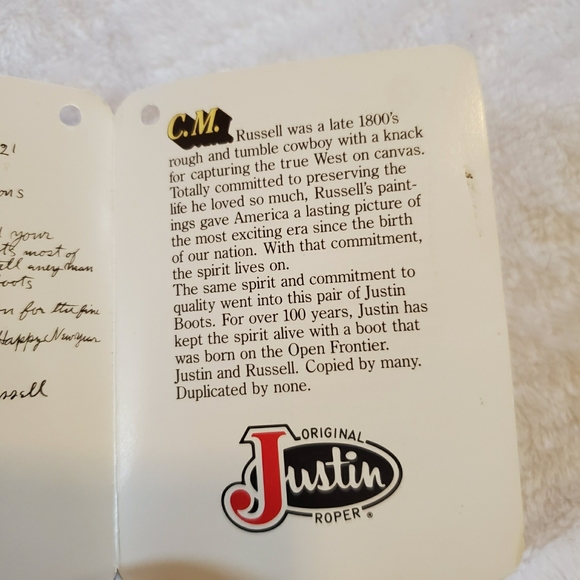 21
ons
your
most of
boots
for the fine
Happy New year
ssell
C.M. Russell was a late 1800's
rough and tumble cowboy with a knack
for capturing the true West on canvas.
Totally committed to preserving the
life he loved so much, Russell's paint-
ings gave America a lasting picture of
the most exciting era since the birth
of our nation. With that commitment,
the spirit lives on.
The same spirit and commitment to
quality went into this pair of Justin
Boots. For over 100 years, Justin has
kept the spirit alive with a boot that
was born on the Open Frontier.
Justin and Russell. Copied by many.
Duplicated by none.
ORIGINAL
Justin
ROPER ®